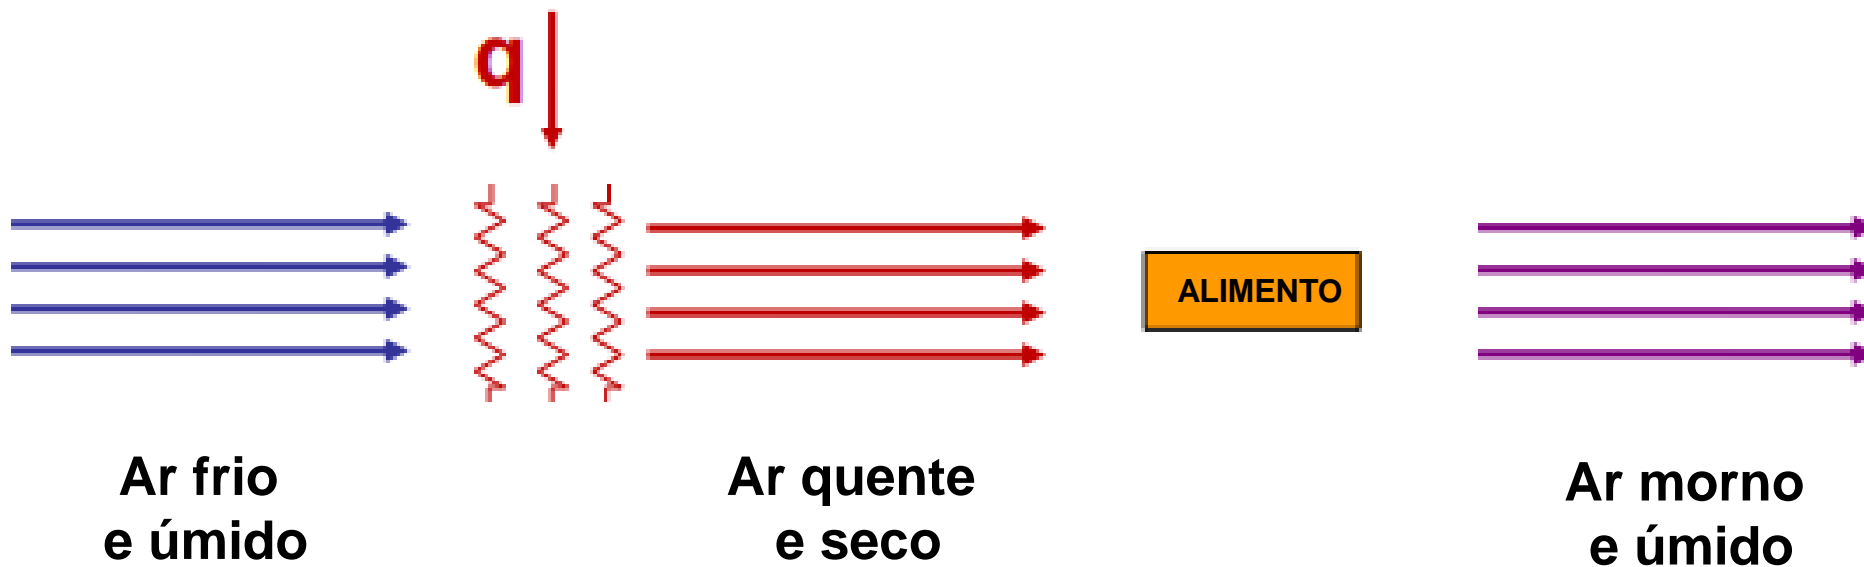 q
ALIMENTO
Ar frio
e úmido
Ar quente
e seco
Ar morno
e úmido